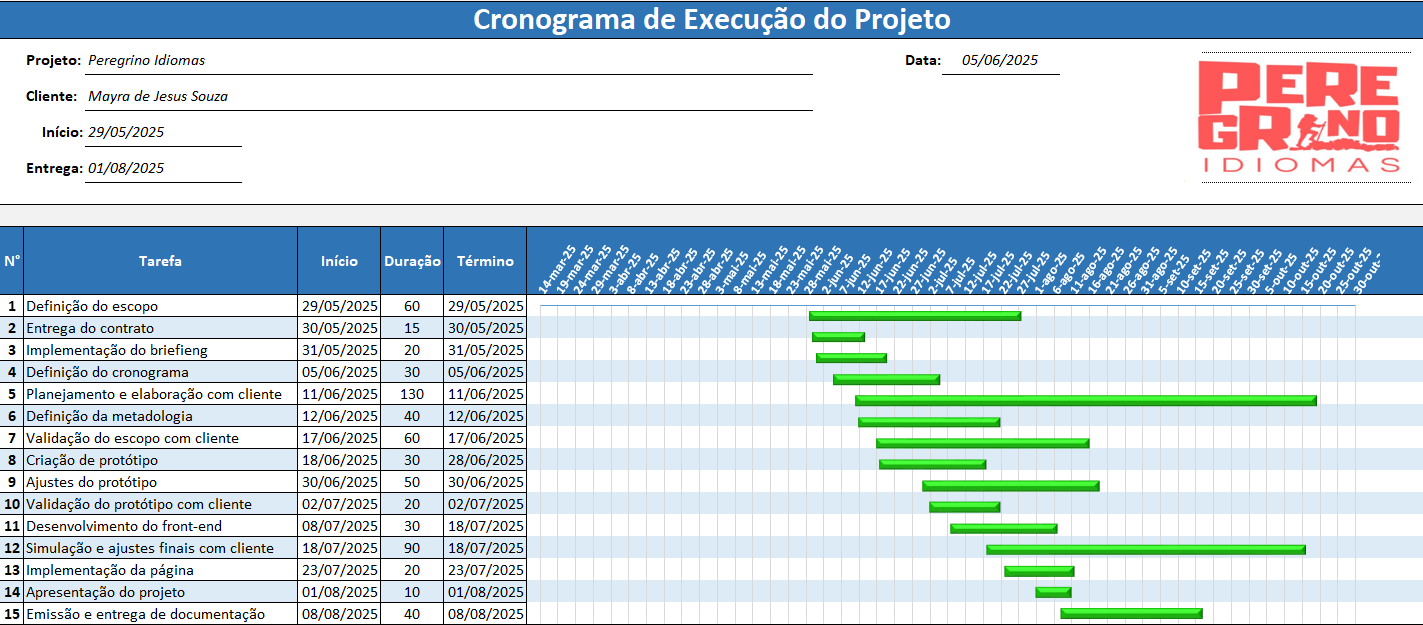 Cronograma de Execução do Projeto
Projeto: Peregrino Idiomas
Data: 05/06/2025
Cliente: Mayra de Jesus Souza
Início: 29/05/2025
Entrega: 01/08/2025
PERE
GRINO
IDIOMAS
N° Tarefa Início Duração Término
14-mar-25 19-mar-25 24-mar-25 29-mar-25 3-abr-25 8-abr-25 13-abr-25 18-abr-25 23-abr-25 28-abr-25 3-mai-25 8-mai-25 13-mai-25 18-mai-25 23-mai-25 28-mai-25 2-jun-25 7-jun-25 12-jun-25 17-jun-25 22-jun-25 27-jun-25 2-jul-25 7-jul-25 12-jul-25 17-jul-25 22-jul-25 27-jul-25 1-ago-25 6-ago-25 11-ago-25 16-ago-25 21-ago-25 26-ago-25 31-ago-25 5-set-25 10-set-25 15-set-25 20-set-25 25-set-25 30-set-25 5-out-25 10-out-25 15-out-25 20-out-25 25-out-25 30-out-
1 Definição do escopo 29/05/2025 60 29/05/2025
2 Entrega do contrato 30/05/2025 15 30/05/2025
3 Implementação do briefieng 31/05/2025 20 31/05/2025
4 Definição do cronograma 05/06/2025 30 05/06/2025
5 Planejamento e elaboração com cliente 11/06/2025 130 11/06/2025
6 Definição da metadologia 12/06/2025 40 12/06/2025
7 Validação do escopo com cliente 17/06/2025 60 17/06/2025
8 Criação de protótipo 18/06/2025 30 28/06/2025
9 Ajustes do protótipo 30/06/2025 50 30/06/2025
10 Validação do protótipo com cliente 02/07/2025 20 02/07/2025
11 Desenvolvimento do front-end 08/07/2025 30 18/07/2025
12 Simulação e ajustes finais com cliente 18/07/2025 90 18/07/2025
13 Implementação da página 23/07/2025 20 23/07/2025
14 Apresentação do projeto 01/08/2025 10 01/08/2025
15 Emissão e entrega de documentação 08/08/2025 40 08/08/2025